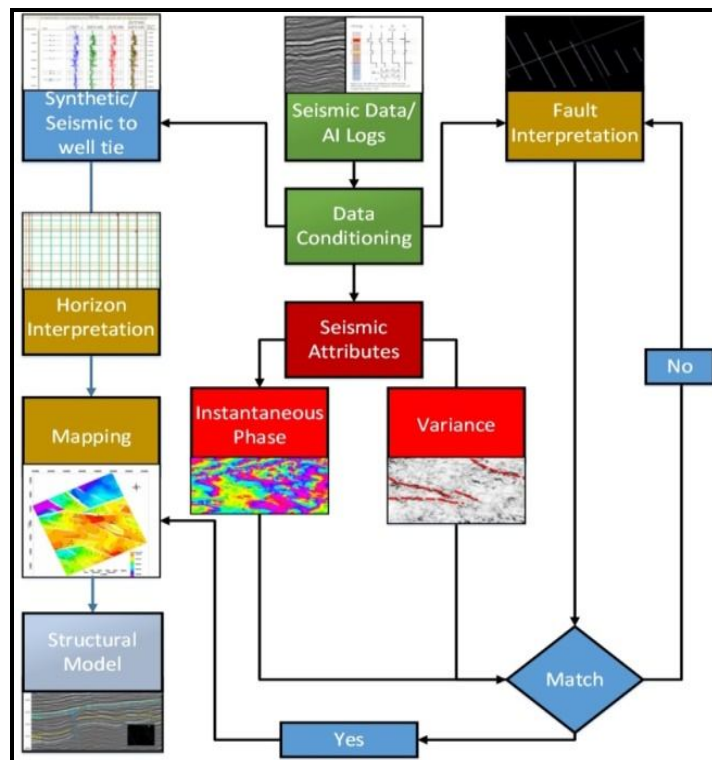 Synthetic/
Seismic to
well tie
Seismic Data/
AI Logs
Fault
Interpretation
Data
Conditioning
Horizon
Interpretation
Seismic
Attributes
No
Mapping
Instantaneous
Phase
Variance
Structural
Model
Match
Yes